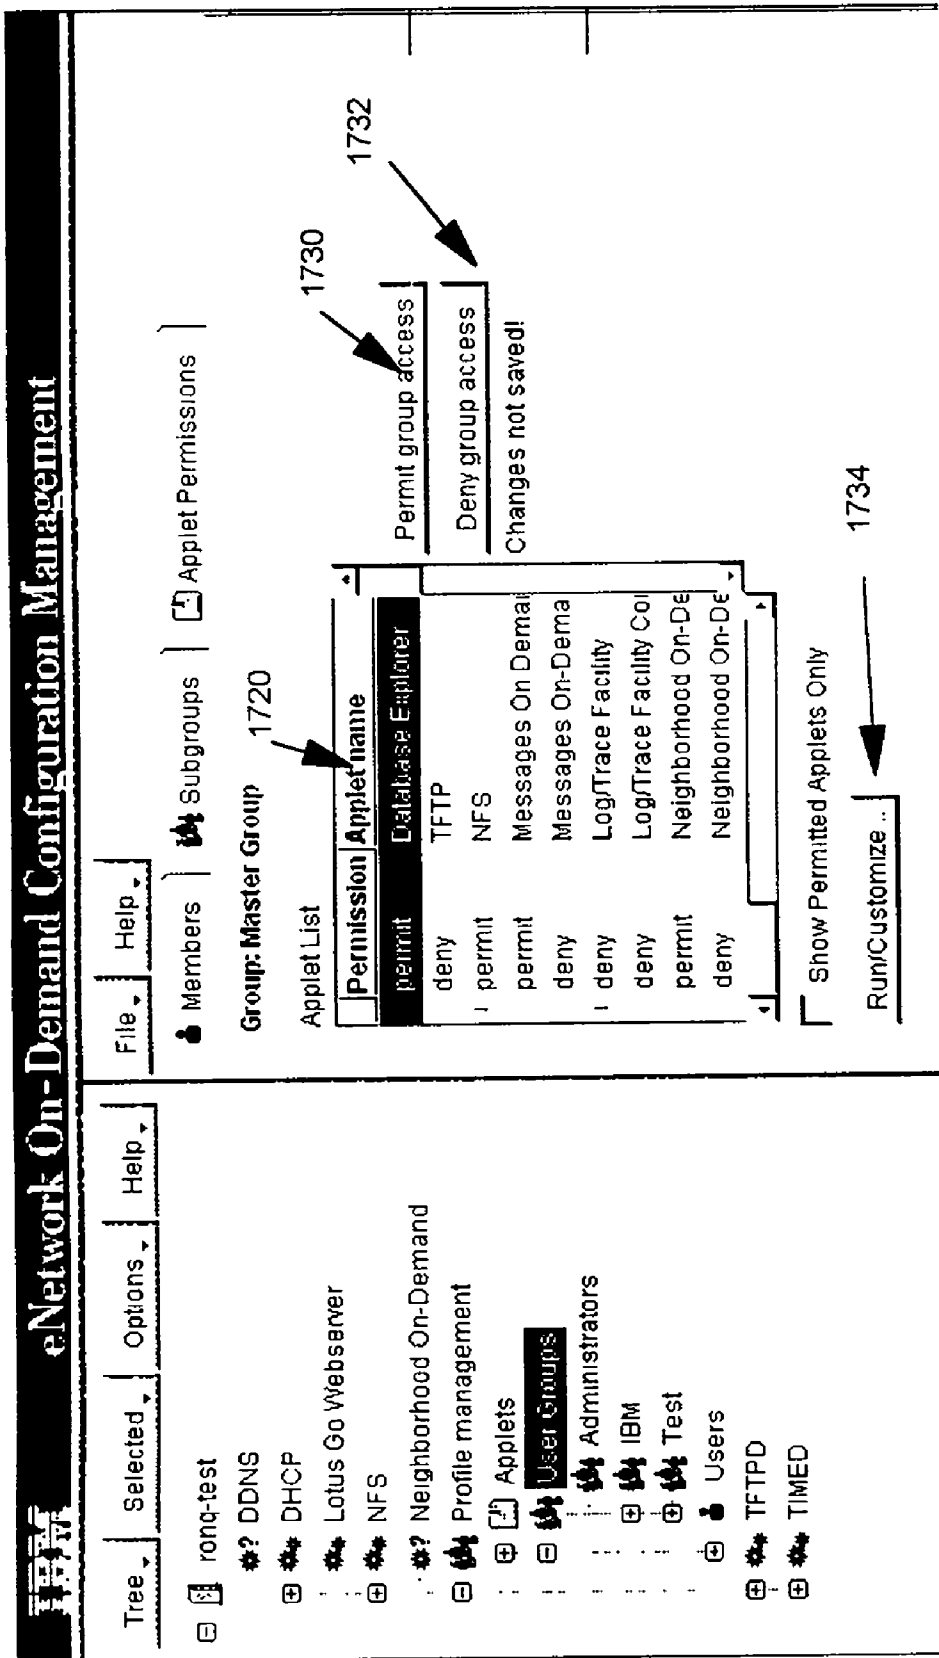 IBM
eNetwork On-Demand Configuration Management
Tree Selected Options Help
ronq-test
? DDNS
DHCP
Lotus Go Webserver
NFS
? Neighborhood On-Demand
Profile management
Applets
User Groups
Administrators
IBM
Test
Users
TFTPD
TIMED
File Help
Members Subgroups Applet Permissions
Group: Master Group
1720
Applet List
Permission Applet name
permit Database Explorer
deny TFTP
permit NFS
permit Messages On Demai
deny Messages On-Dema
deny Log/Trace Facility
deny Log/Trace Facility Coi
permit Neighborhood On-De
deny Neighborhood On-De
1730
Permit group access
1732
Deny group access
Changes not saved!
Show Permitted Applets Only
Run/Customize...
1734